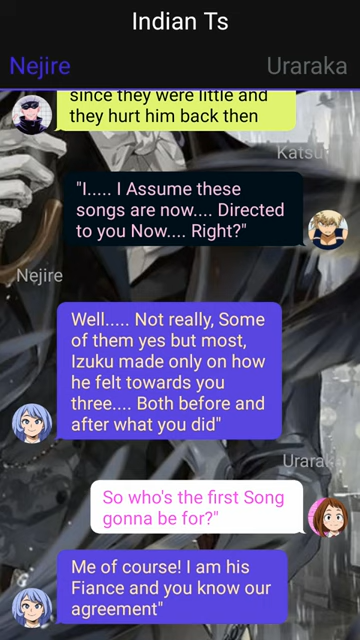 Indian Ts
Nejire
Uraraka
since they were little and
they hurt him back then
Katsu
"I..... I Assume these
songs are now.... Directed
to you Now.... Right?"
Nejire
Well..... Not really, Some
of them yes but most,
Izuku made only on how
he felt towards you
three.... Both before and
after what you did"
Uraraka
So who's the first Song
gonna be for?"
Me of course! I am his
Fiance and you know our
agreement"